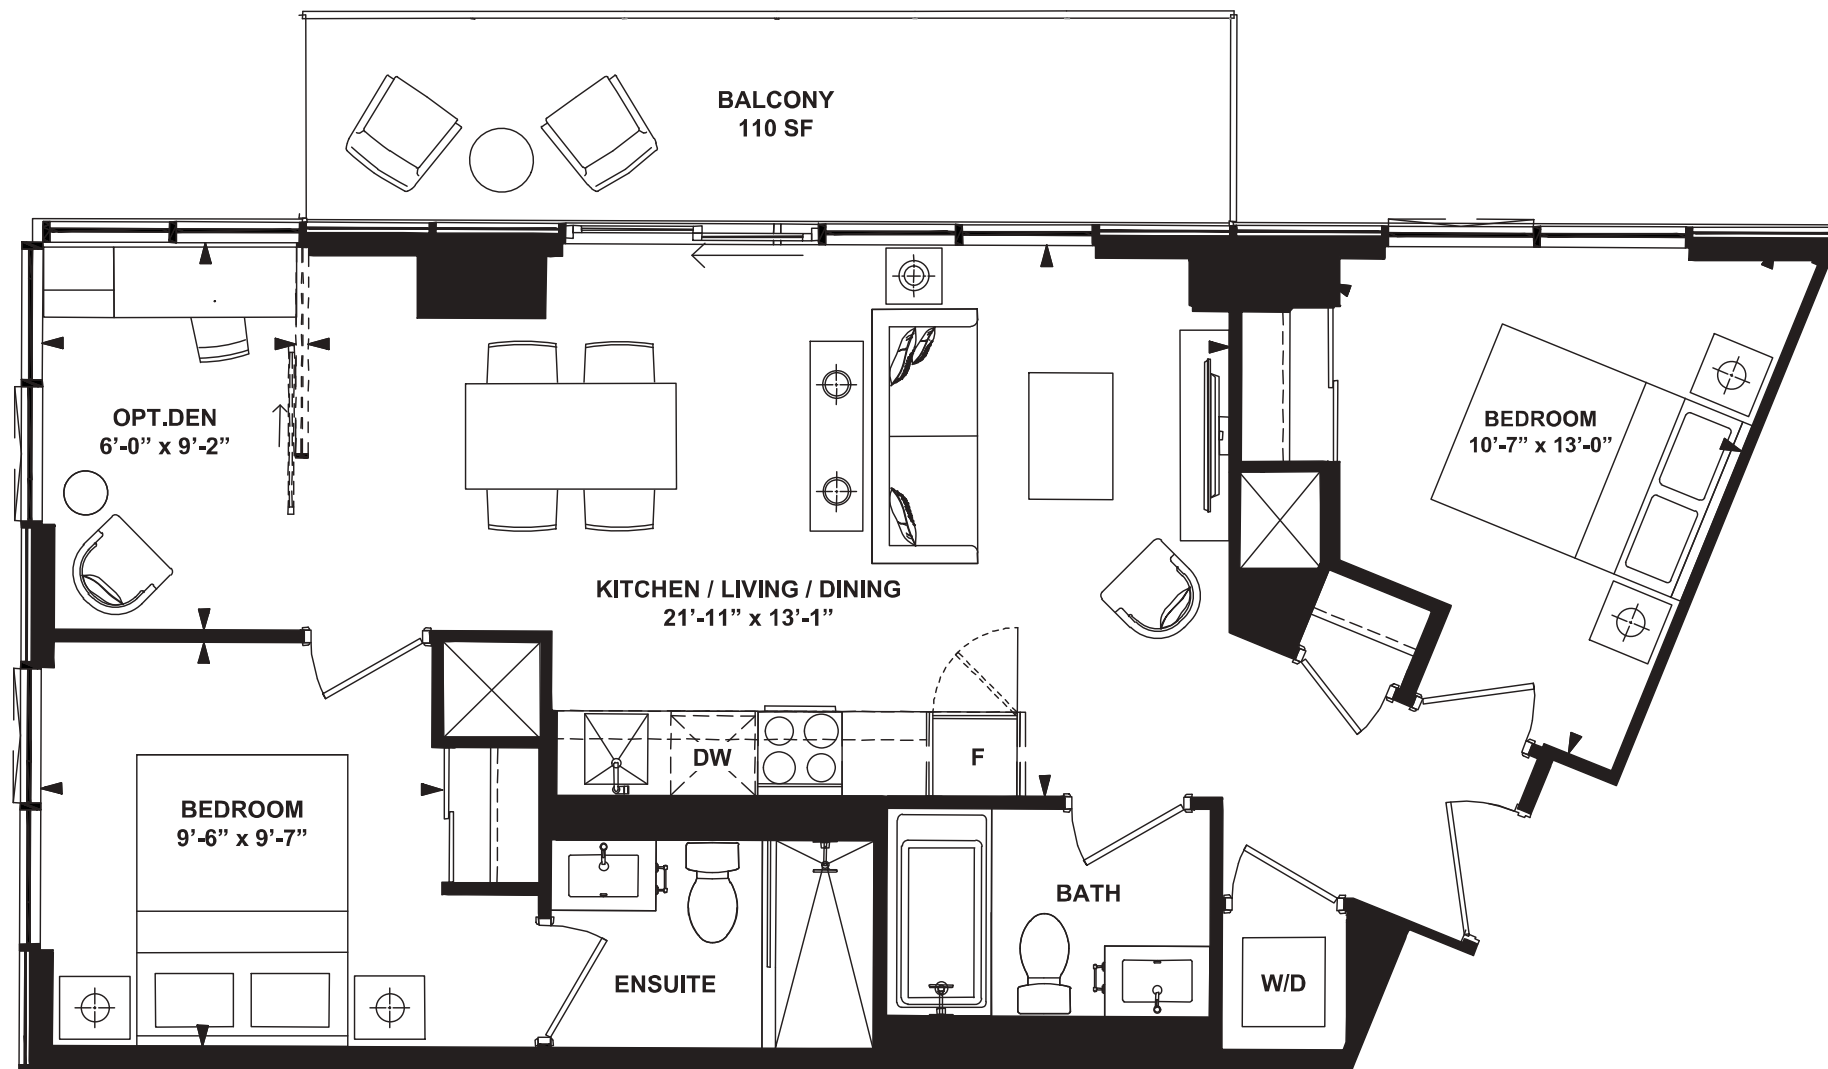 BALCONY
110 SF
OPT.DEN
6’-0” x 9’-2”
BEDROOM
10’-7” x 13’-0”
KITCHEN / LIVING / DINING
21’-11” x 13’-1”
DW
F
BEDROOM
9’-6” x 9’-7”
BATH
ENSUITE
W/D